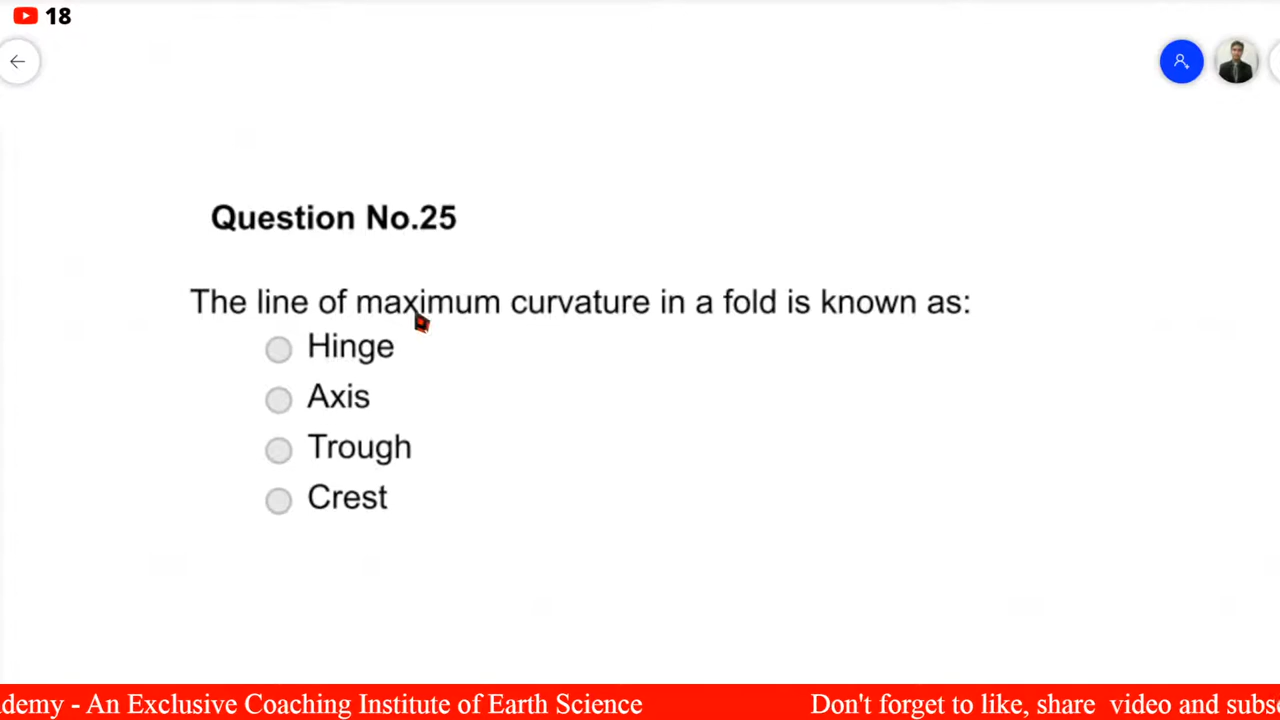 18
Question No.25
The line of maximum curvature in a fold is known as:
Hinge
Axis
Trough
Crest
demy - An Exclusive Coaching Institute of Earth Science Don't forget to like, share video and subs